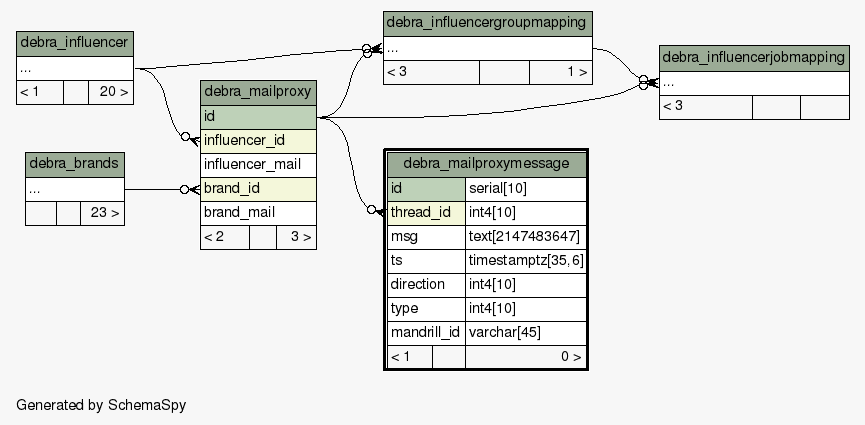 debra_influencer
...
< 1 20 >
debra_brands
...
23 >
debra_mailproxy
id
influencer_id
influencer_mail
brand_id
brand_mail
< 2 3 >
debra_influencergroupmapping
...
< 3 1 >
debra_influencerjobmapping
...
< 3
debra_mailproxymessage
id serial[10]
thread_id int4[10]
msg text[2147483647]
ts timestamptz[35,6]
direction int4[10]
type int4[10]
mandrill_id varchar[45]
< 1 0 >
Generated by SchemaSpy